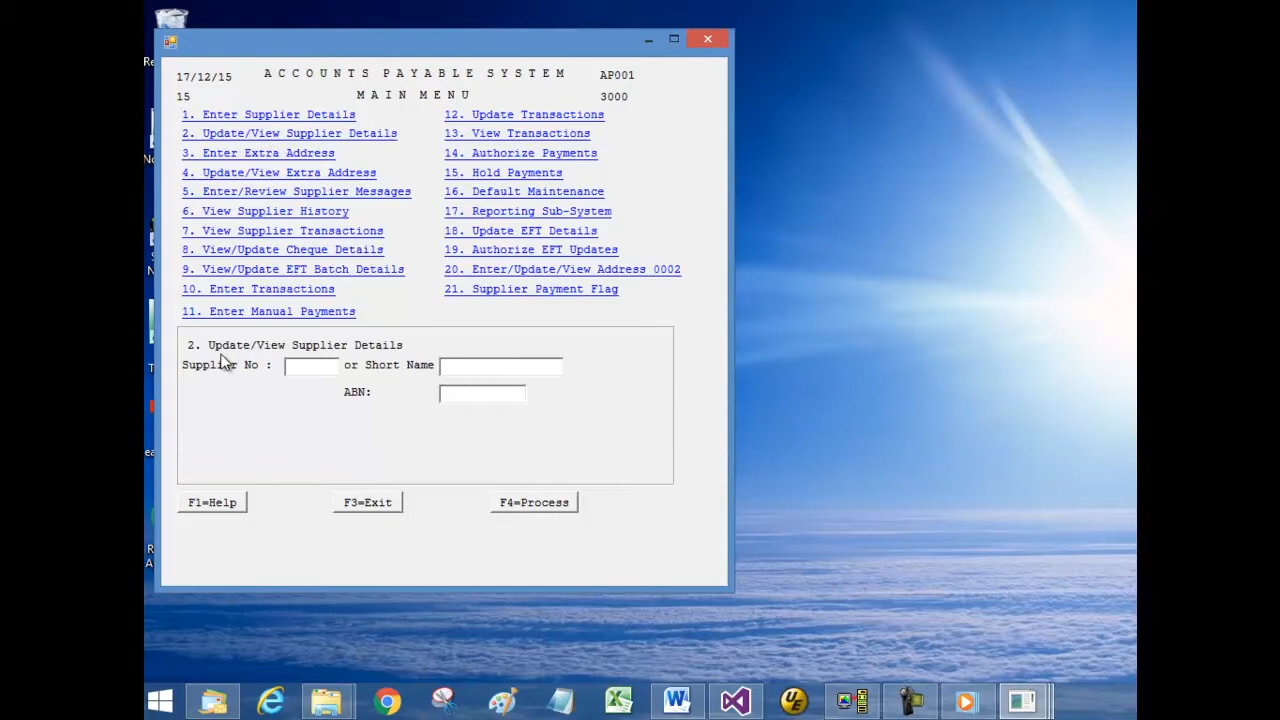 17/12/15 ACCOUNTS PAYABLE SYSTEM AP001
15 MAIN MENU 3000
1. Enter Supplier Details
2. Update/View Supplier Details
3. Enter Extra Address
4. Update/View Extra Address
5. Enter/Review Supplier Messages
6. View Supplier History
7. View Supplier Transactions
8. View/Update Cheque Details
9. View/Update EFT Batch Details
10. Enter Transactions
11. Enter Manual Payments
12. Update Transactions
13. View Transactions
14. Authorize Payments
15. Hold Payments
16. Default Maintenance
17. Reporting Sub-System
18. Update EFT Details
19. Authorize EFT Updates
20. Enter/Update/View Address 0002
21. Supplier Payment Flag
2. Update/View Supplier Details
Supplier No : or Short Name
ABN:
F1=Help F3=Exit F4=Process